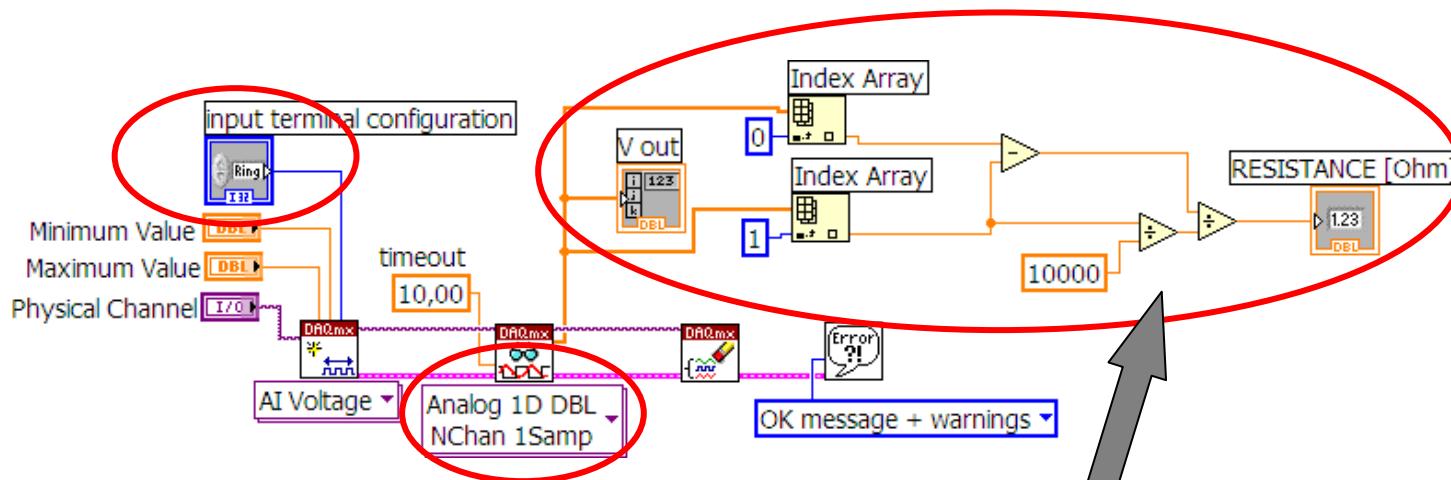 Index Array
input terminal configuration
0
V out
Ring
I32
i 123
j
k
DBL
Index Array
RESISTANCE [Ohm]
1.23
DBL
1
Minimum Value DBL
Maximum Value DBL
Physical Channel I/O
timeout
10,00
10000
DAQmx
DAQmx
DAQmx
Error
?!
AI Voltage
Analog 1D DBL
NChan 1Samp
OK message + warnings